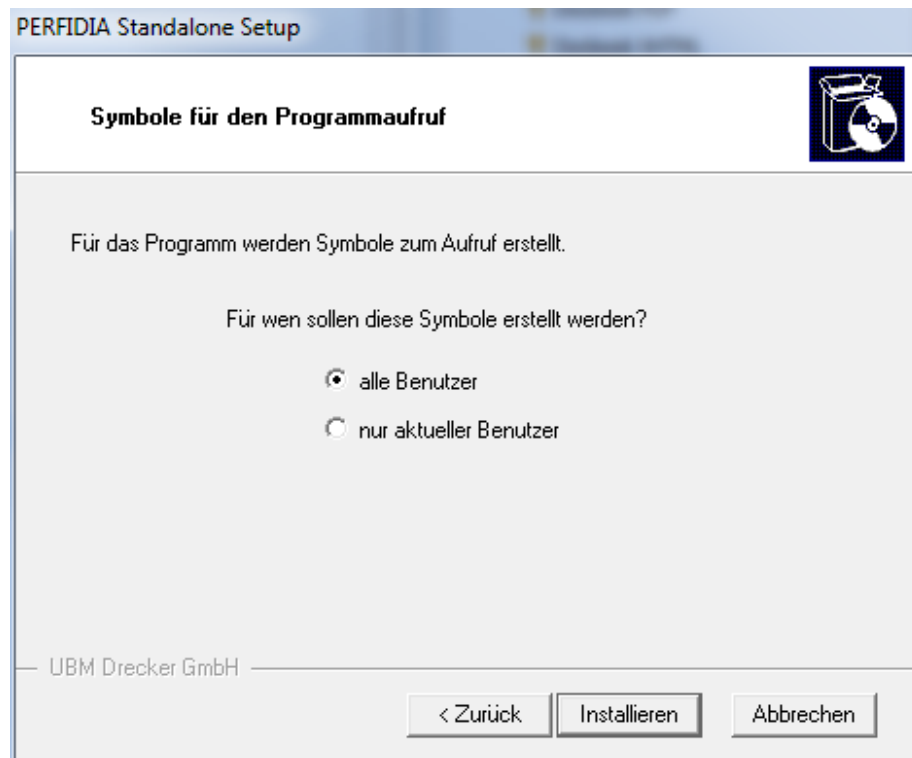 PERFIDIA Standalone Setup
Symbole für den Programmaufruf
Für das Programm werden Symbole zum Aufruf erstellt.
Für wen sollen diese Symbole erstellt werden?
alle Benutzer
nur aktueller Benutzer
UBM Drecker GmbH
< Zurück
Installieren
Abbrechen